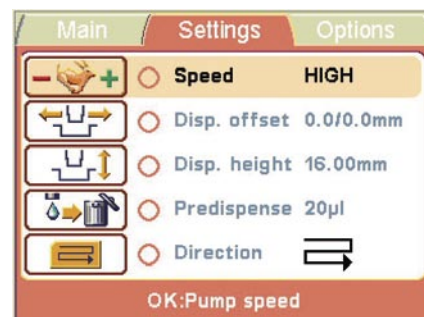 Main Settings Options
Speed HIGH
Disp. offset 0.0/0.0mm
Disp. height 16.00mm
Predispense 20µl
Direction
OK:Pump speed